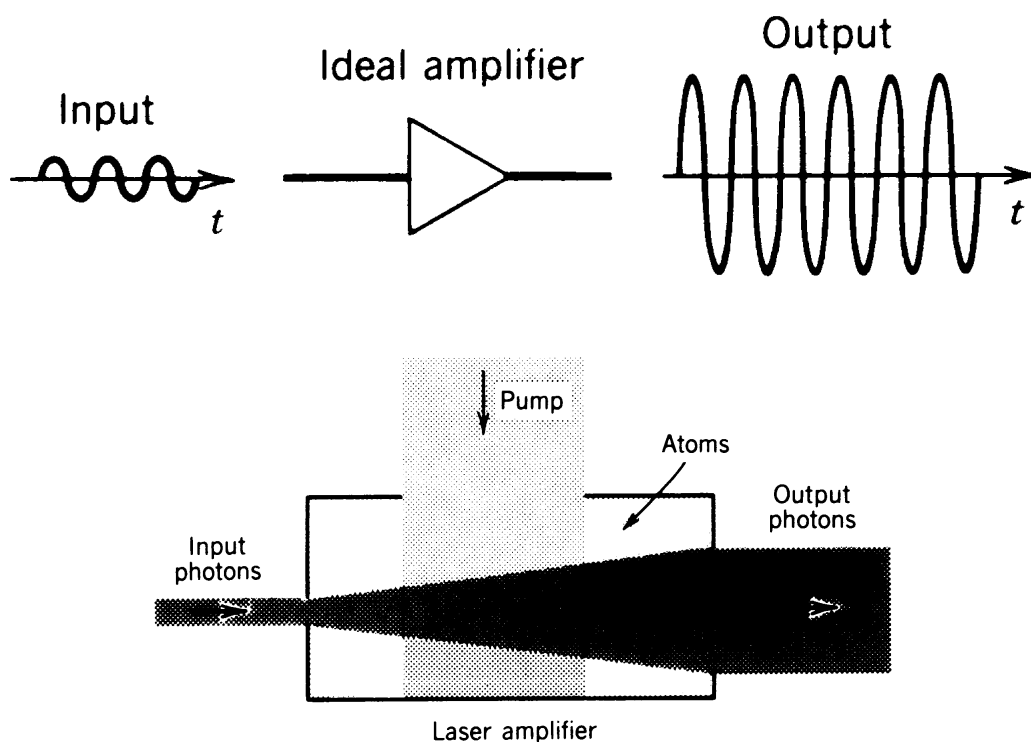 Output
Ideal amplifier
Input
t
t
Pump
Atoms
Output
photons
Input
photons
Laser amplifier